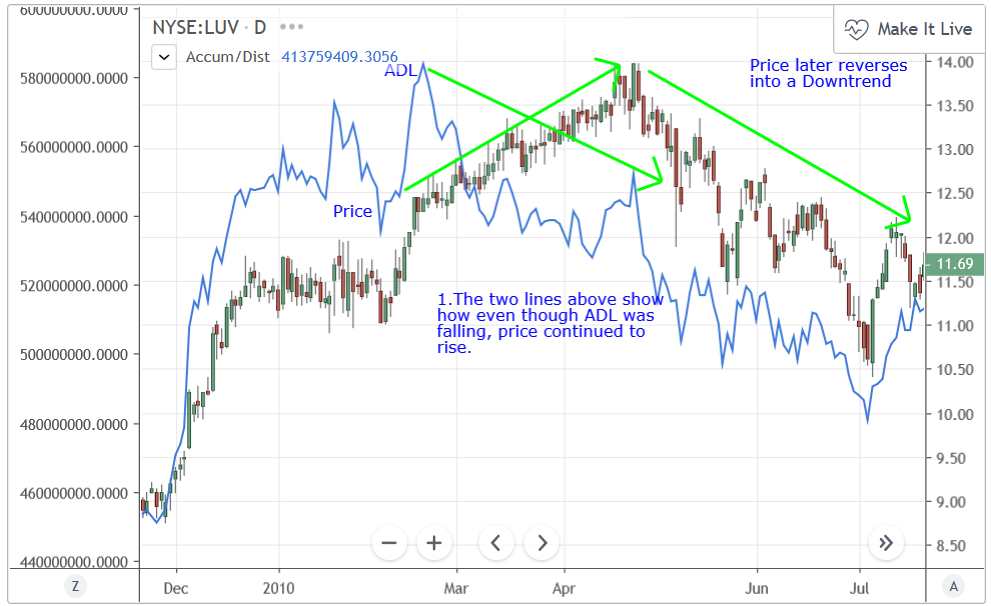 600000000.0000
NYSE:LUV · D
Make It Live
Accum/Dist 413759409.3056
ADL
Price later reverses
into a Downtrend
14.00
580000000.0000
13.50
560000000.0000
13.00
12.50
Price
540000000.0000
12.00
11.69
11.50
520000000.0000
1.The two lines above show
how even though ADL was
falling, price continued to
rise.
11.00
500000000.0000
10.50
10.00
480000000.0000
9.50
460000000.0000
9.00
8.50
440000000.0000
Z
Dec 2010 Mar Apr Jun Jul
A